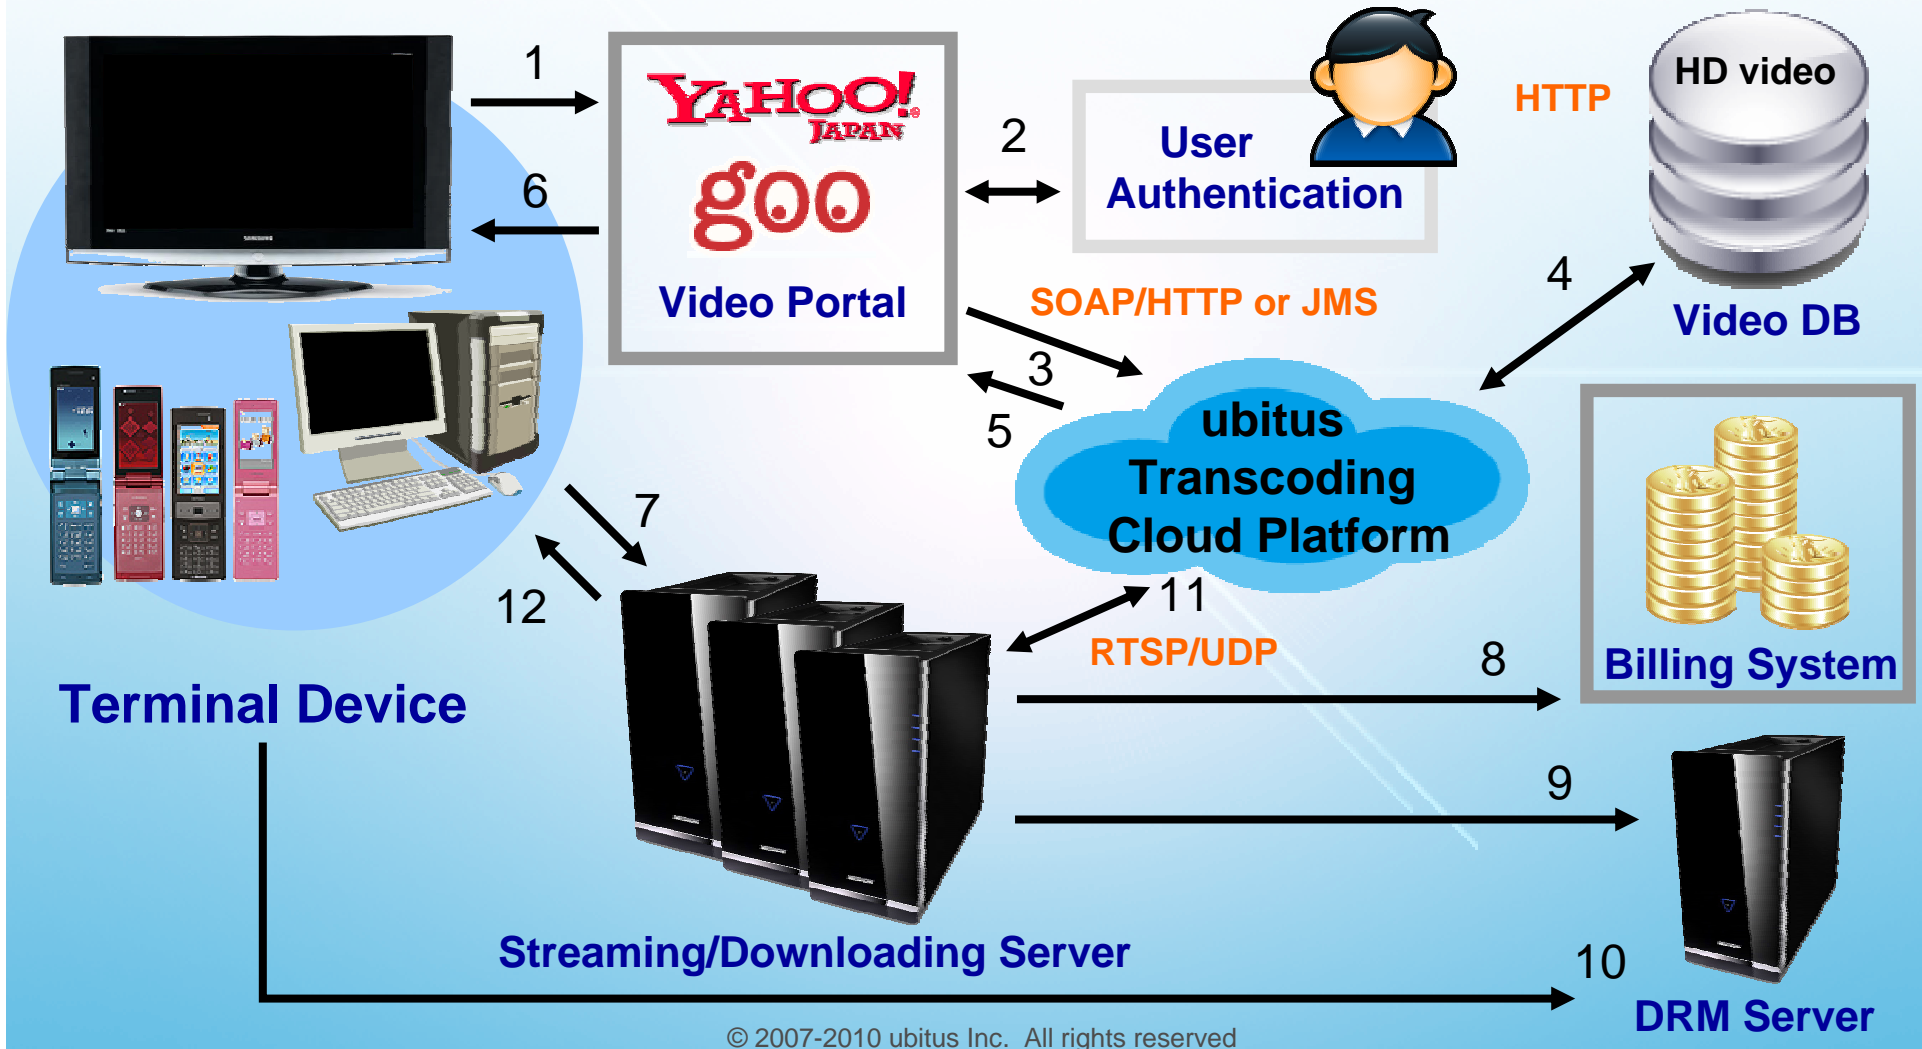 1
6
YAHOO!
JAPAN
goo
Video Portal
2
User
Authentication
HTTP
HD video
Video DB
4
SOAP/HTTP or JMS
3
5
ubitus
Transcoding
Cloud Platform
7
12
11
RTSP/UDP
8
Billing System
Terminal Device
9
Streaming/Downloading Server
10
DRM Server
© 2007-2010 ubitus Inc. All rights reserved